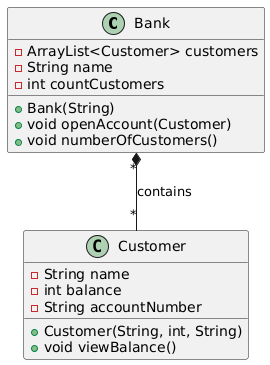 C Bank
ArrayList<Customer> customers
String name
int countCustomers
Bank(String)
void openAccount(Customer)
void numberOfCustomers()
*
contains
*
C Customer
String name
int balance
String accountNumber
Customer(String, int, String)
void viewBalance()